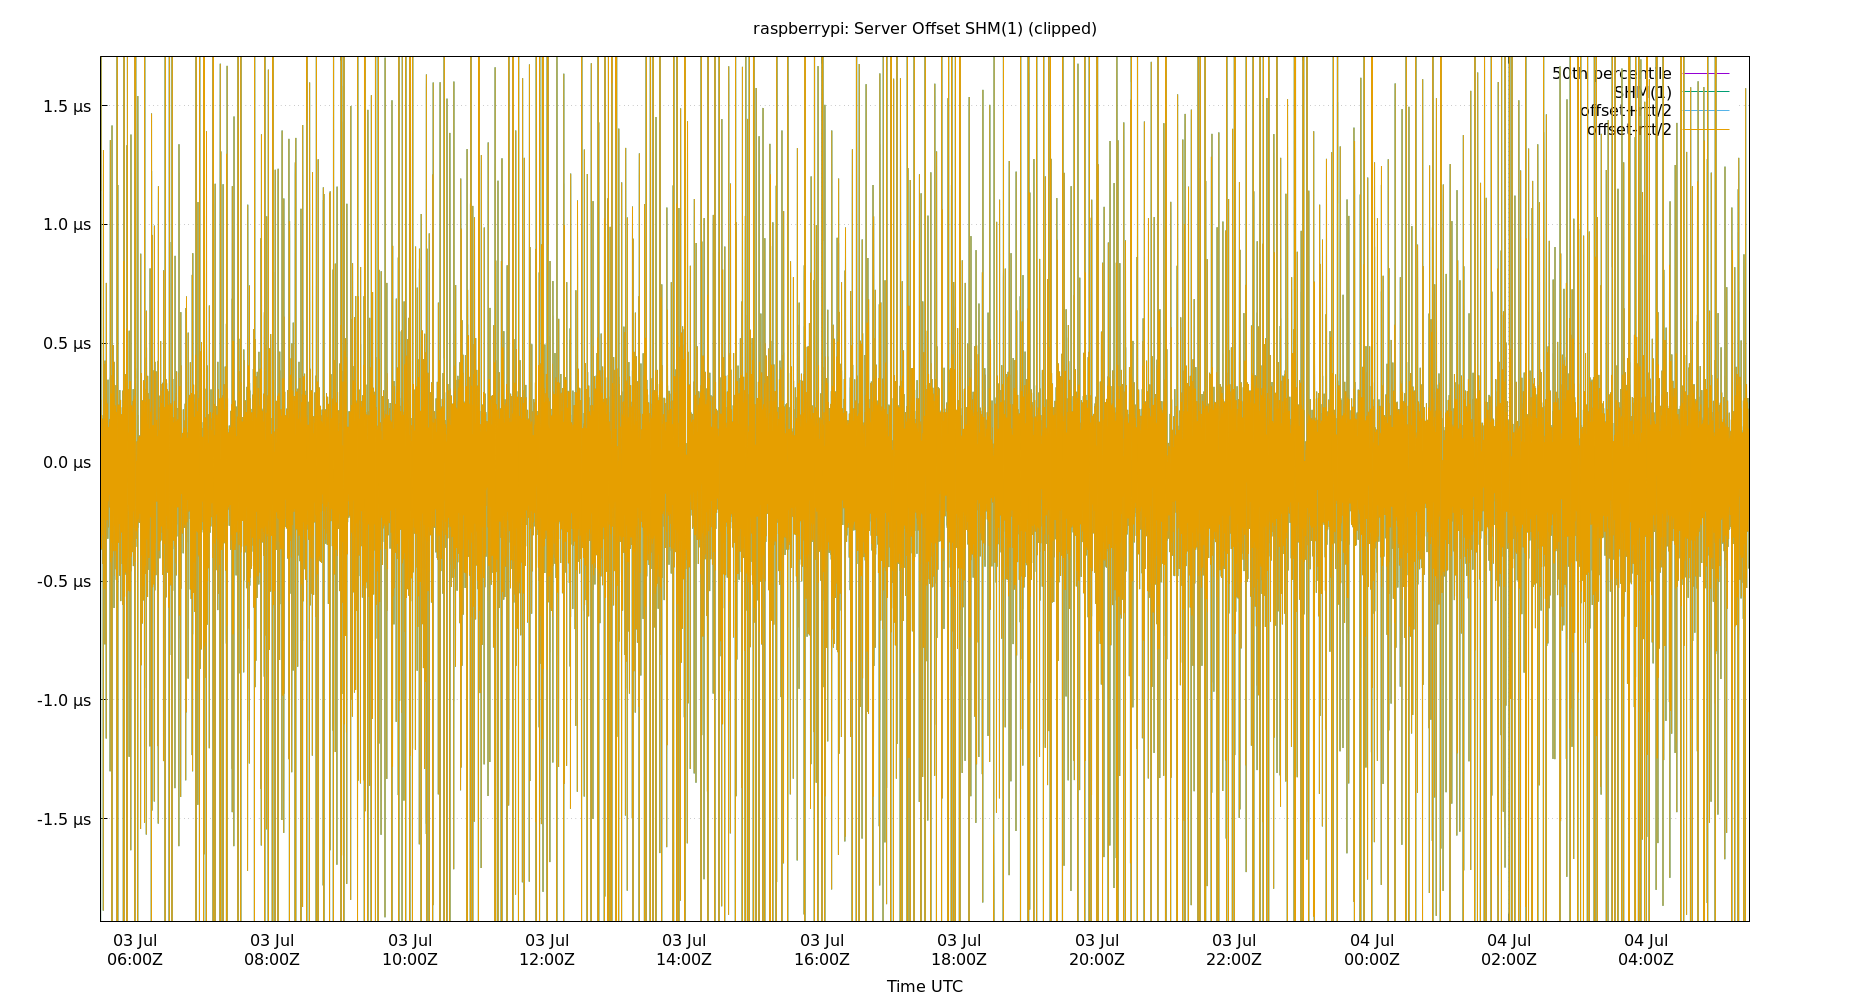 raspberrypi: Server Offset SHM(1) (clipped)
50th percentile
SHM(1)
offset+rtt/2
offset-rtt/2
1.5 µs
1.0 µs
0.5 µs
0.0 µs
-0.5 µs
-1.0 µs
-1.5 µs
03 Jul 03 Jul 03 Jul 03 Jul 03 Jul 03 Jul 03 Jul 03 Jul 03 Jul 04 Jul 04 Jul 04 Jul
06:00Z 08:00Z 10:00Z 12:00Z 14:00Z 16:00Z 18:00Z 20:00Z 22:00Z 00:00Z 02:00Z 04:00Z
Time UTC